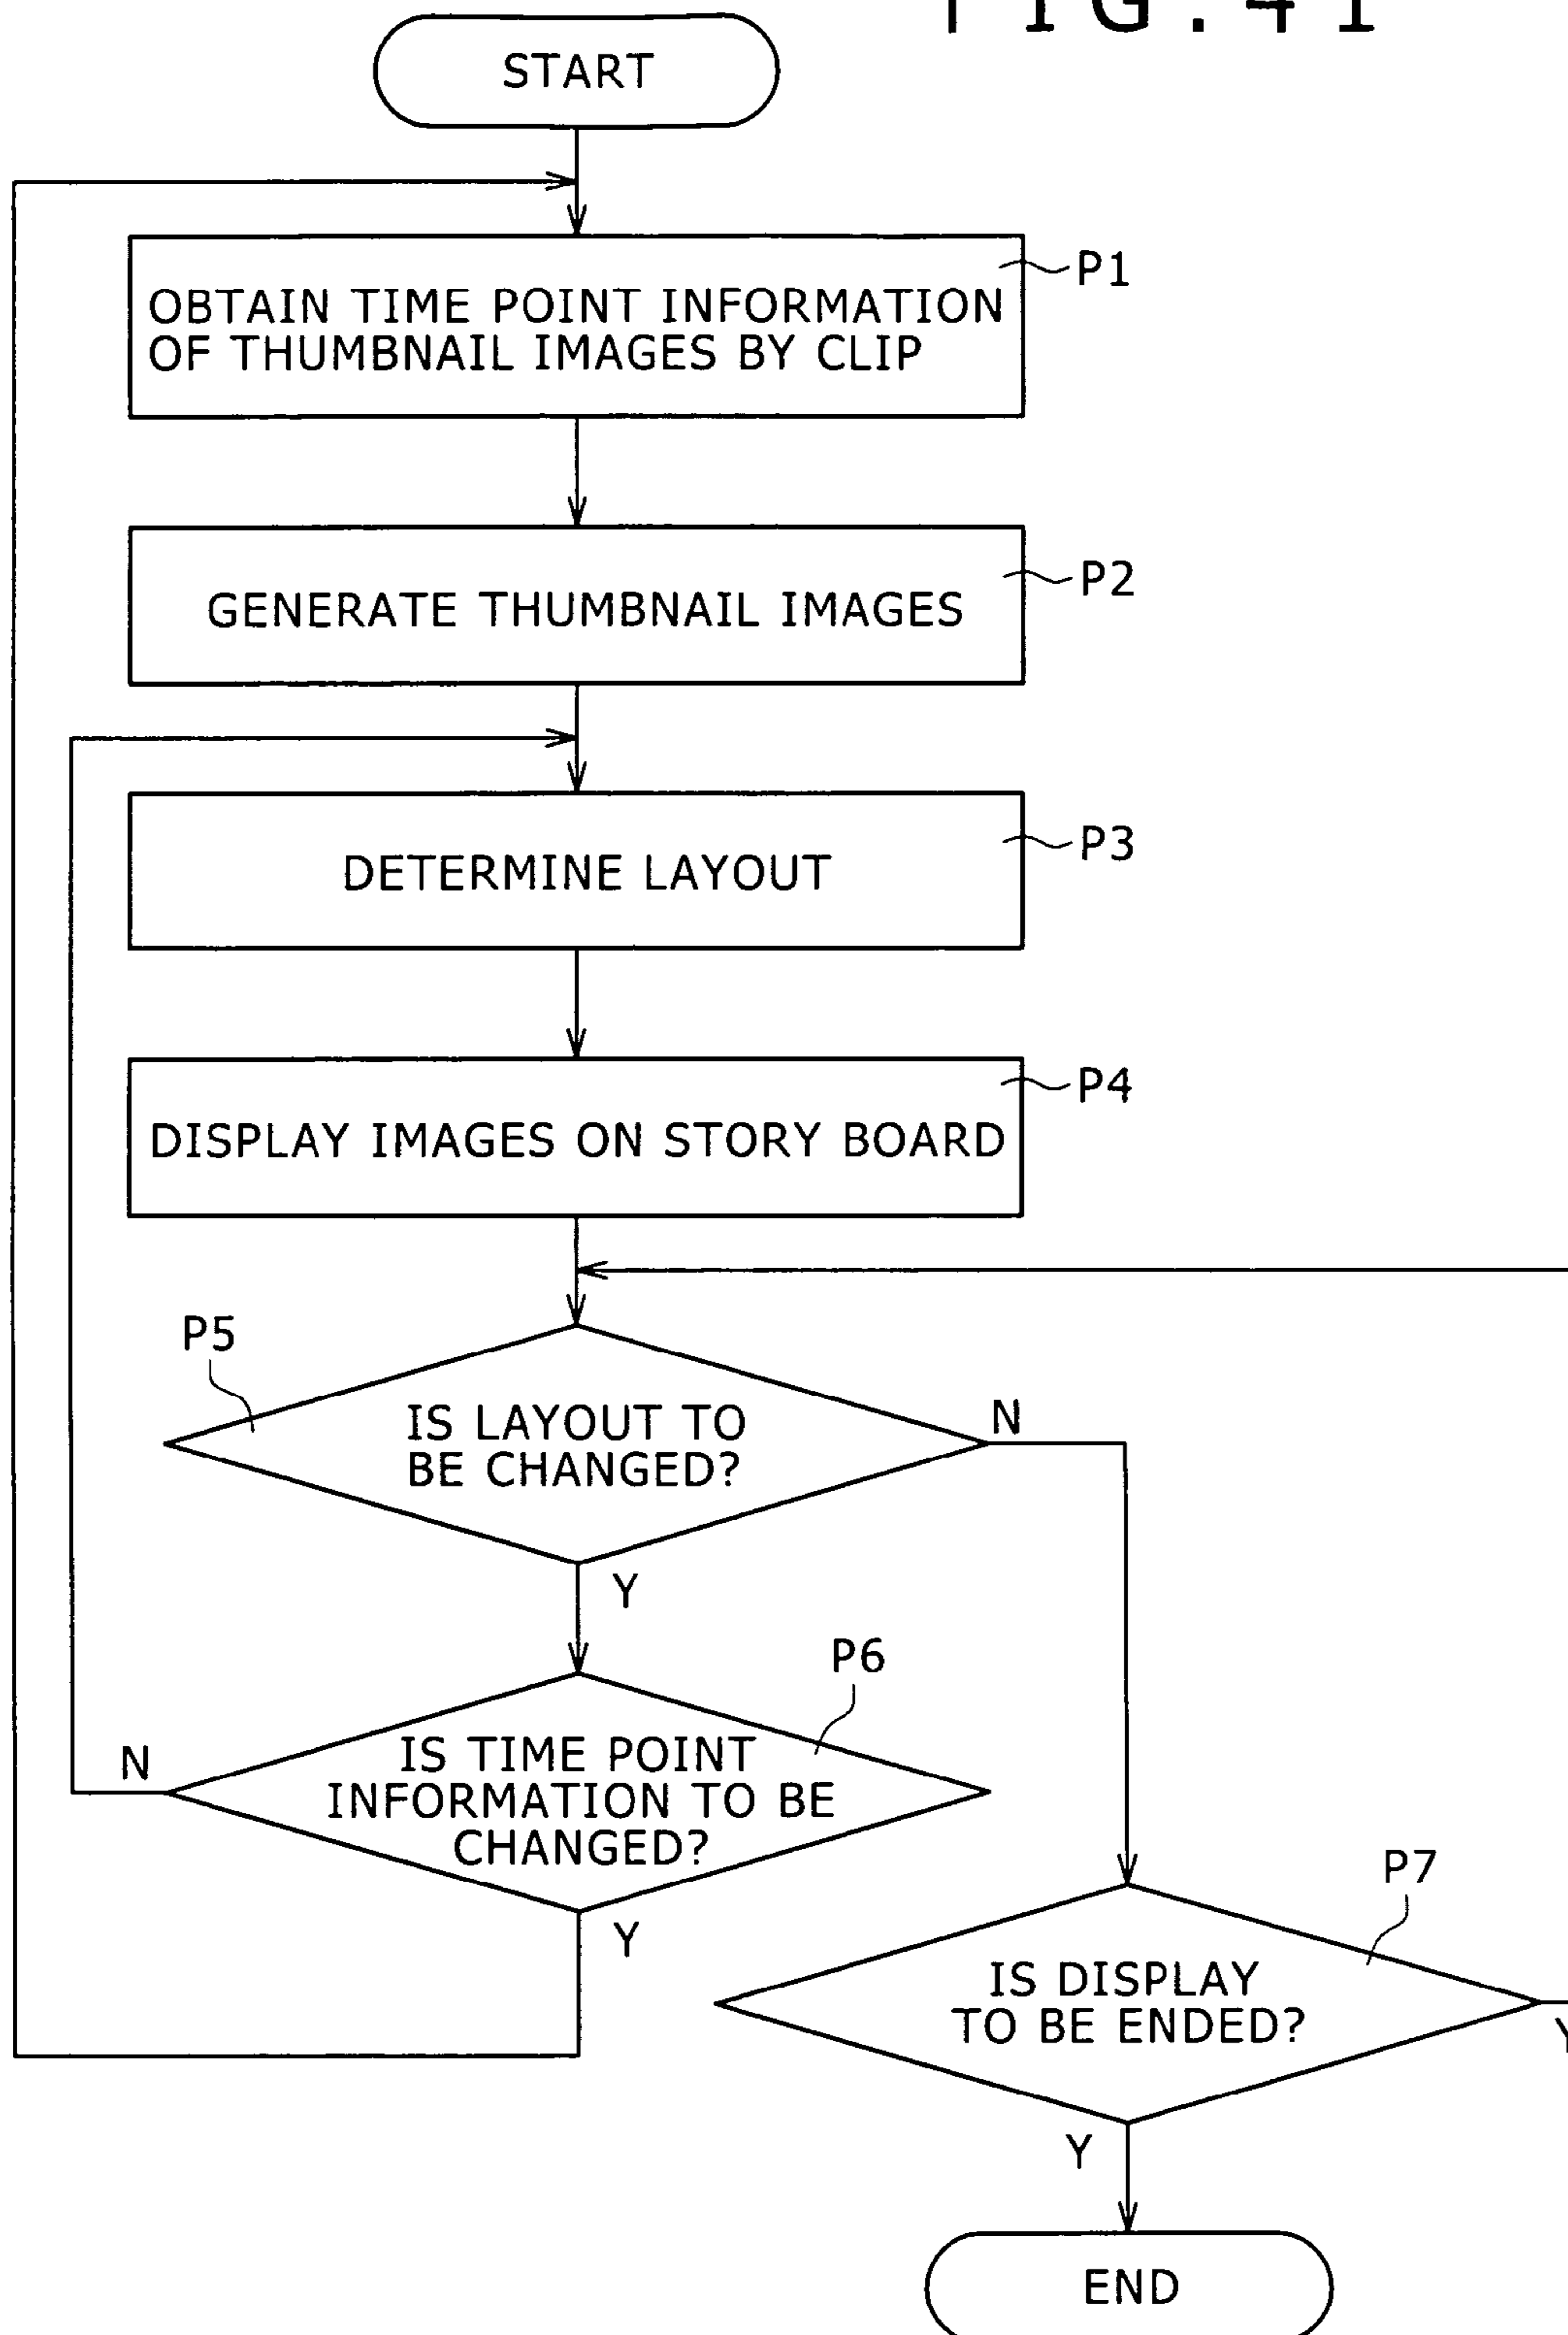 FIG.41
START
P1
OBTAIN TIME POINT INFORMATION
OF THUMBNAIL IMAGES BY CLIP
P2
GENERATE THUMBNAIL IMAGES
P3
DETERMINE LAYOUT
P4
DISPLAY IMAGES ON STORY BOARD
P5
IS LAYOUT TO
BE CHANGED?
N
Y
P6
IS TIME POINT
INFORMATION TO BE
CHANGED?
N
Y
P7
IS DISPLAY
TO BE ENDED?
Y
Y
END